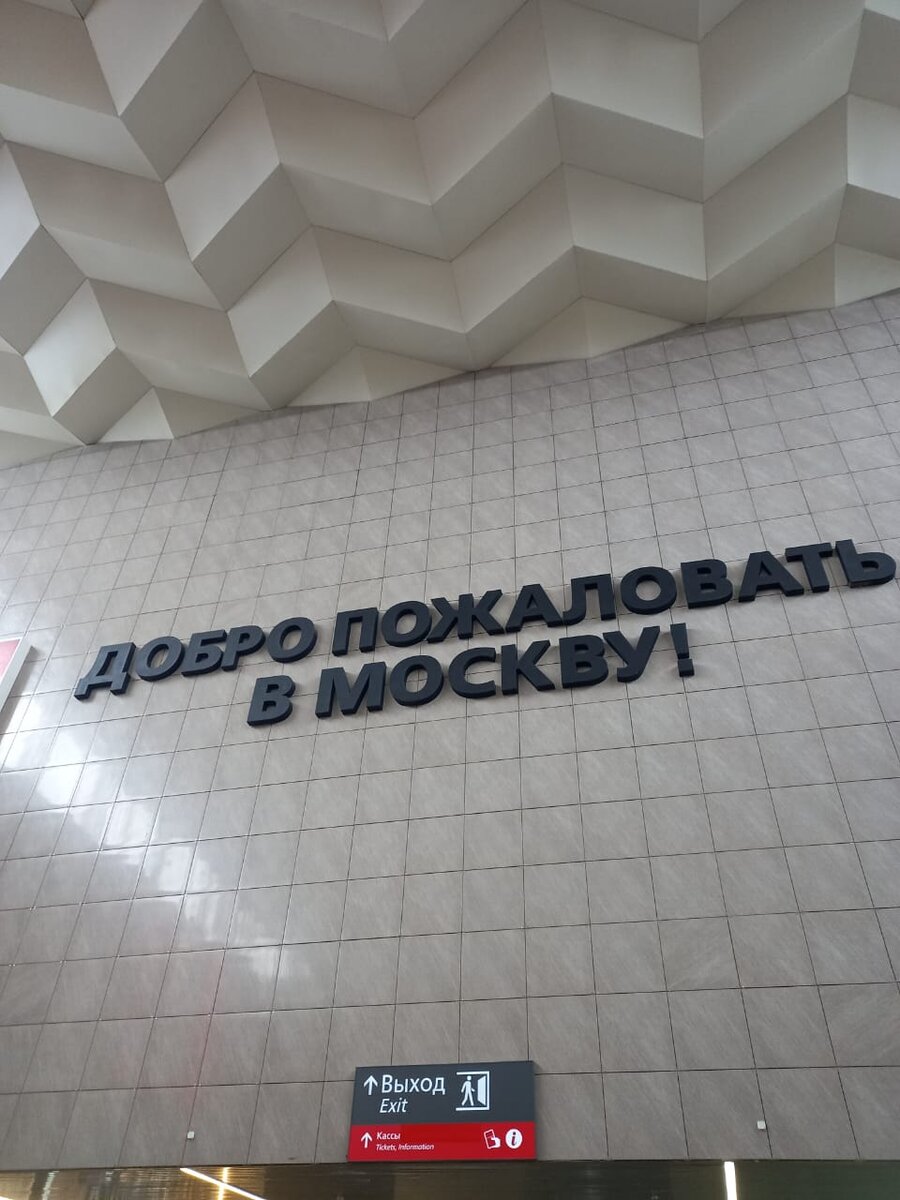 ДОБРО ПОЖАЛОВАТЬ
В МОСКВУ!
Выход
Exit
Кассы
Tickets, Information